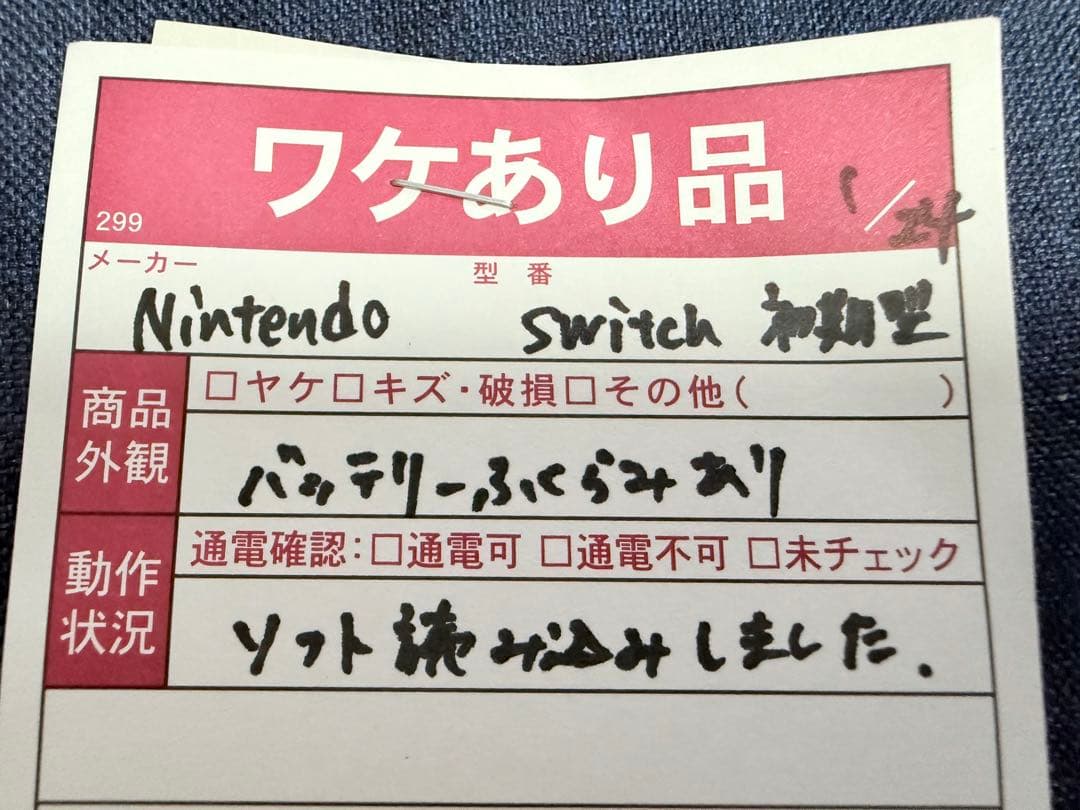 ワケあり品
1/24
299
メーカー 型番
Nintendo switch 初期型
商品外観 □ヤケ□キズ・破損□その他( )
バッテリーふくらみあり
動作状況 通電確認:□通電可 □通電不可 □未チェック
ソフト読み込みしました.